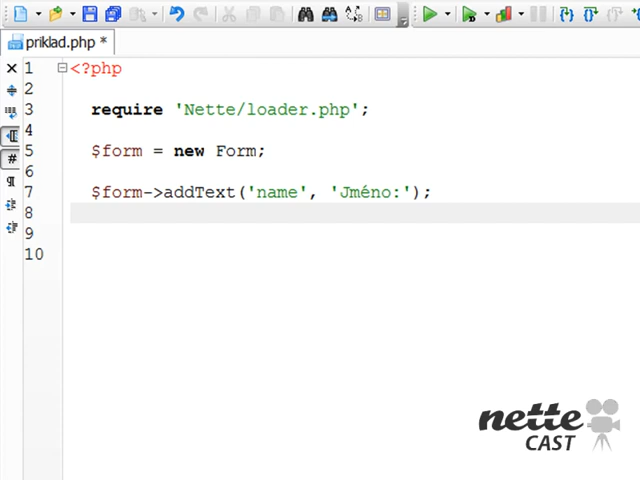 priklad.php *
1 <?php
2
3 require 'Nette/loader.php';
4
5 $form = new Form;
6
7 $form->addText('name', 'Jméno:');
8
9
10
nette
CAST